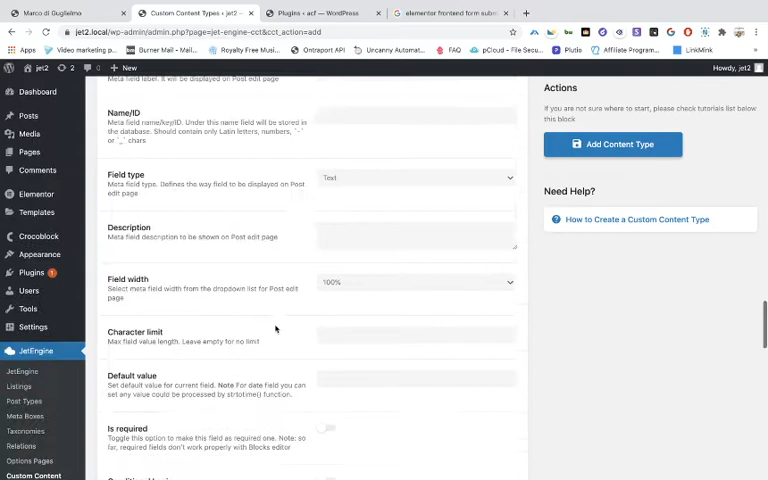 Marco di Guglielmo
Custom Content Types ‹ jet2 –
Plugins ‹ acf — WordPress
elementor frontend form subm
jet2.local/wp-admin/admin.php?page=jet-engine-cct&cct_action=add
Apps
Video marketing p...
Burner Mail - Mail...
Royalty Free Musi...
Ontraport API
Uncanny Automat...
FAQ
pCloud - File Secu...
Plutio
Affiliate Program...
LinkMink
jet2
2
0
New
Howdy, jet2
Dashboard
Posts
Media
Pages
Comments
Elementor
Templates
Crocoblock
Appearance
Plugins 1
Users
Tools
Settings
JetEngine
JetEngine
Listings
Post Types
Meta Boxes
Taxonomies
Relations
Options Pages
Custom Content
Meta field label. It will be displayed on Post edit page
Name/ID
Meta field name/key/ID. Under this name field will be stored in
the database. Should contain only Latin letters, numbers, `-`
or `_` chars
Field type
Meta field type. Defines the way field to be displayed on Post
edit page
Text
Description
Meta field description to be shown on Post edit page
Field width
Select meta field width from the dropdown list for Post edit
page
100%
Character limit
Max field value length. Leave empty for no limit
Default value
Set default value for current field. Note For date field you can
set any value could be processed by strtotime() function.
Is required
Toggle this option to make this field as required one. Note: so
far, required fields don't work properly with Blocks editor
Actions
If you are not sure where to start, please check tutorials list below
this block
Add Content Type
Need Help?
How to Create a Custom Content Type